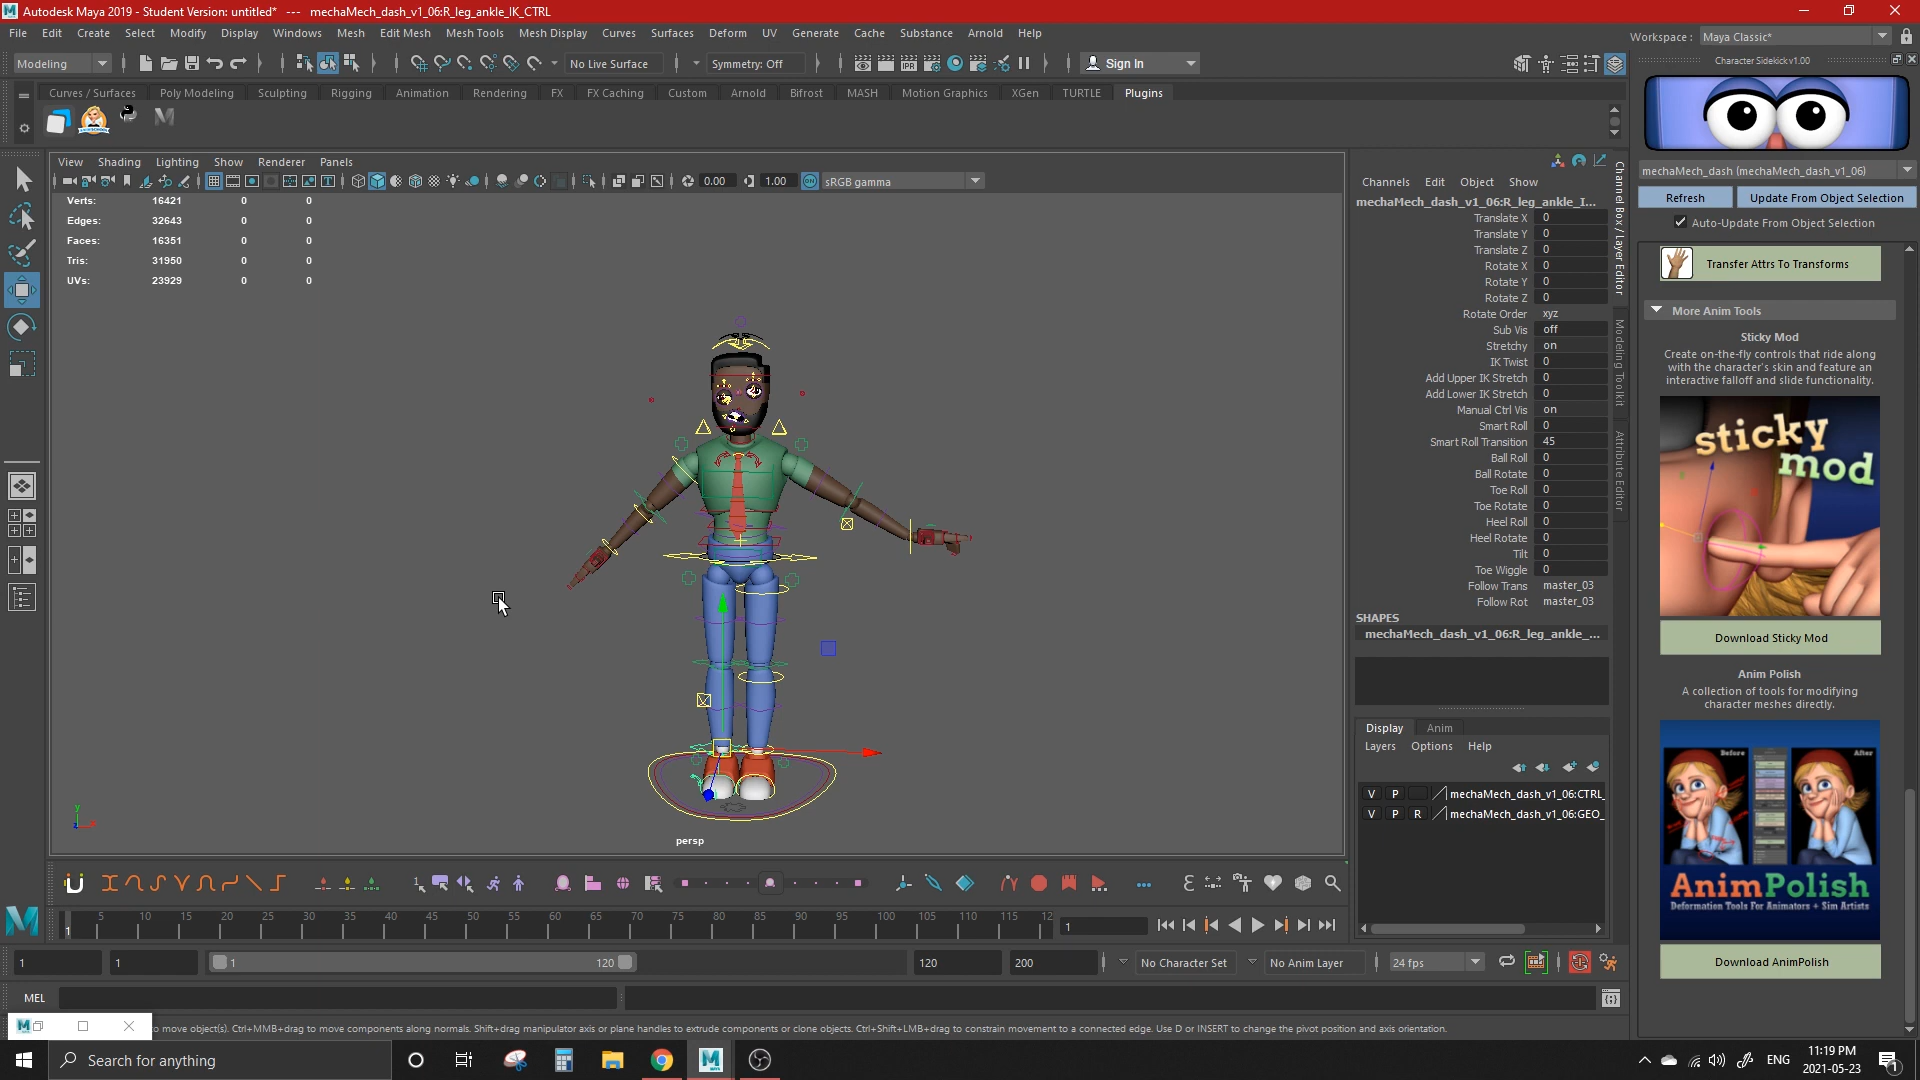 Autodesk Maya 2019 - Student Version: untitled* --- mechaMech_dash_v1_06:R_leg_ankle_IK_CTRL
File Edit Create Select Modify Display Windows Mesh Edit Mesh Mesh Tools Mesh Display Curves Surfaces Deform UV Generate Cache Substance Arnold Help
Workspace : Maya Classic*
Modeling No Live Surface Symmetry: Off Sign In
Character Sidekick v1.00
Curves / Surfaces Poly Modeling Sculpting Rigging Animation Rendering FX FX Caching Custom Arnold Bifrost MASH Motion Graphics XGen TURTLE Plugins
View Shading Lighting Show Renderer Panels
0.00 1.00 sRGB gamma
Verts: 16421 0 0
Edges: 32643 0 0
Faces: 16351 0 0
Tris: 31950 0 0
UVs: 23929 0 0
persp
Channels Edit Object Show
mechaMech_dash_v1_06:R_leg_ankle_I...
Translate X 0
Translate Y 0
Translate Z 0
Rotate X 0
Rotate Y 0
Rotate Z 0
Rotate Order xyz
Sub Vis off
Stretchy on
IK Twist 0
Add Upper IK Stretch 0
Add Lower IK Stretch 0
Manual Ctrl Vis on
Smart Roll 0
Smart Roll Transition 45
Ball Roll 0
Ball Rotate 0
Toe Roll 0
Toe Rotate 0
Heel Roll 0
Heel Rotate 0
Tilt 0
Toe Wiggle 0
Follow Trans master_03
Follow Rot master_03
SHAPES
mechaMech_dash_v1_06:R_leg_ankle_...
Display Anim
Layers Options Help
V P mechaMech_dash_v1_06:CTRL_
V P R mechaMech_dash_v1_06:GEO_
Channel Box / Layer Editor
Modeling Toolkit
Attribute Editor
mechaMech_dash (mechaMech_dash_v1_06)
Refresh Update From Object Selection
Auto-Update From Object Selection
Transfer Attrs To Transforms
More Anim Tools
Sticky Mod
Create on-the-fly controls that ride along
with the character's skin and feature an
interactive falloff and slide functionality.
sticky
mod
Download Sticky Mod
Anim Polish
A collection of tools for modifying
character meshes directly.
Before After
AnimPolish
Deformation Tools For Animators + Sim Artists
Download AnimPolish
1 5 10 15 20 25 30 35 40 45 50 55 60 65 70 75 80 85 90 95 100 105 110 115 12
1
1 1 1 120 120 200 No Character Set No Anim Layer 24 fps
MEL
to move object(s). Ctrl+MMB+drag to move components along normals. Shift+drag manipulator axis or plane handles to extrude components or clone objects. Ctrl+Shift+LMB+drag to constrain movement to a connected edge. Use D or INSERT to change the pivot position and axis orientation.
Search for anything
ENG
11:19 PM
2021-05-23
1